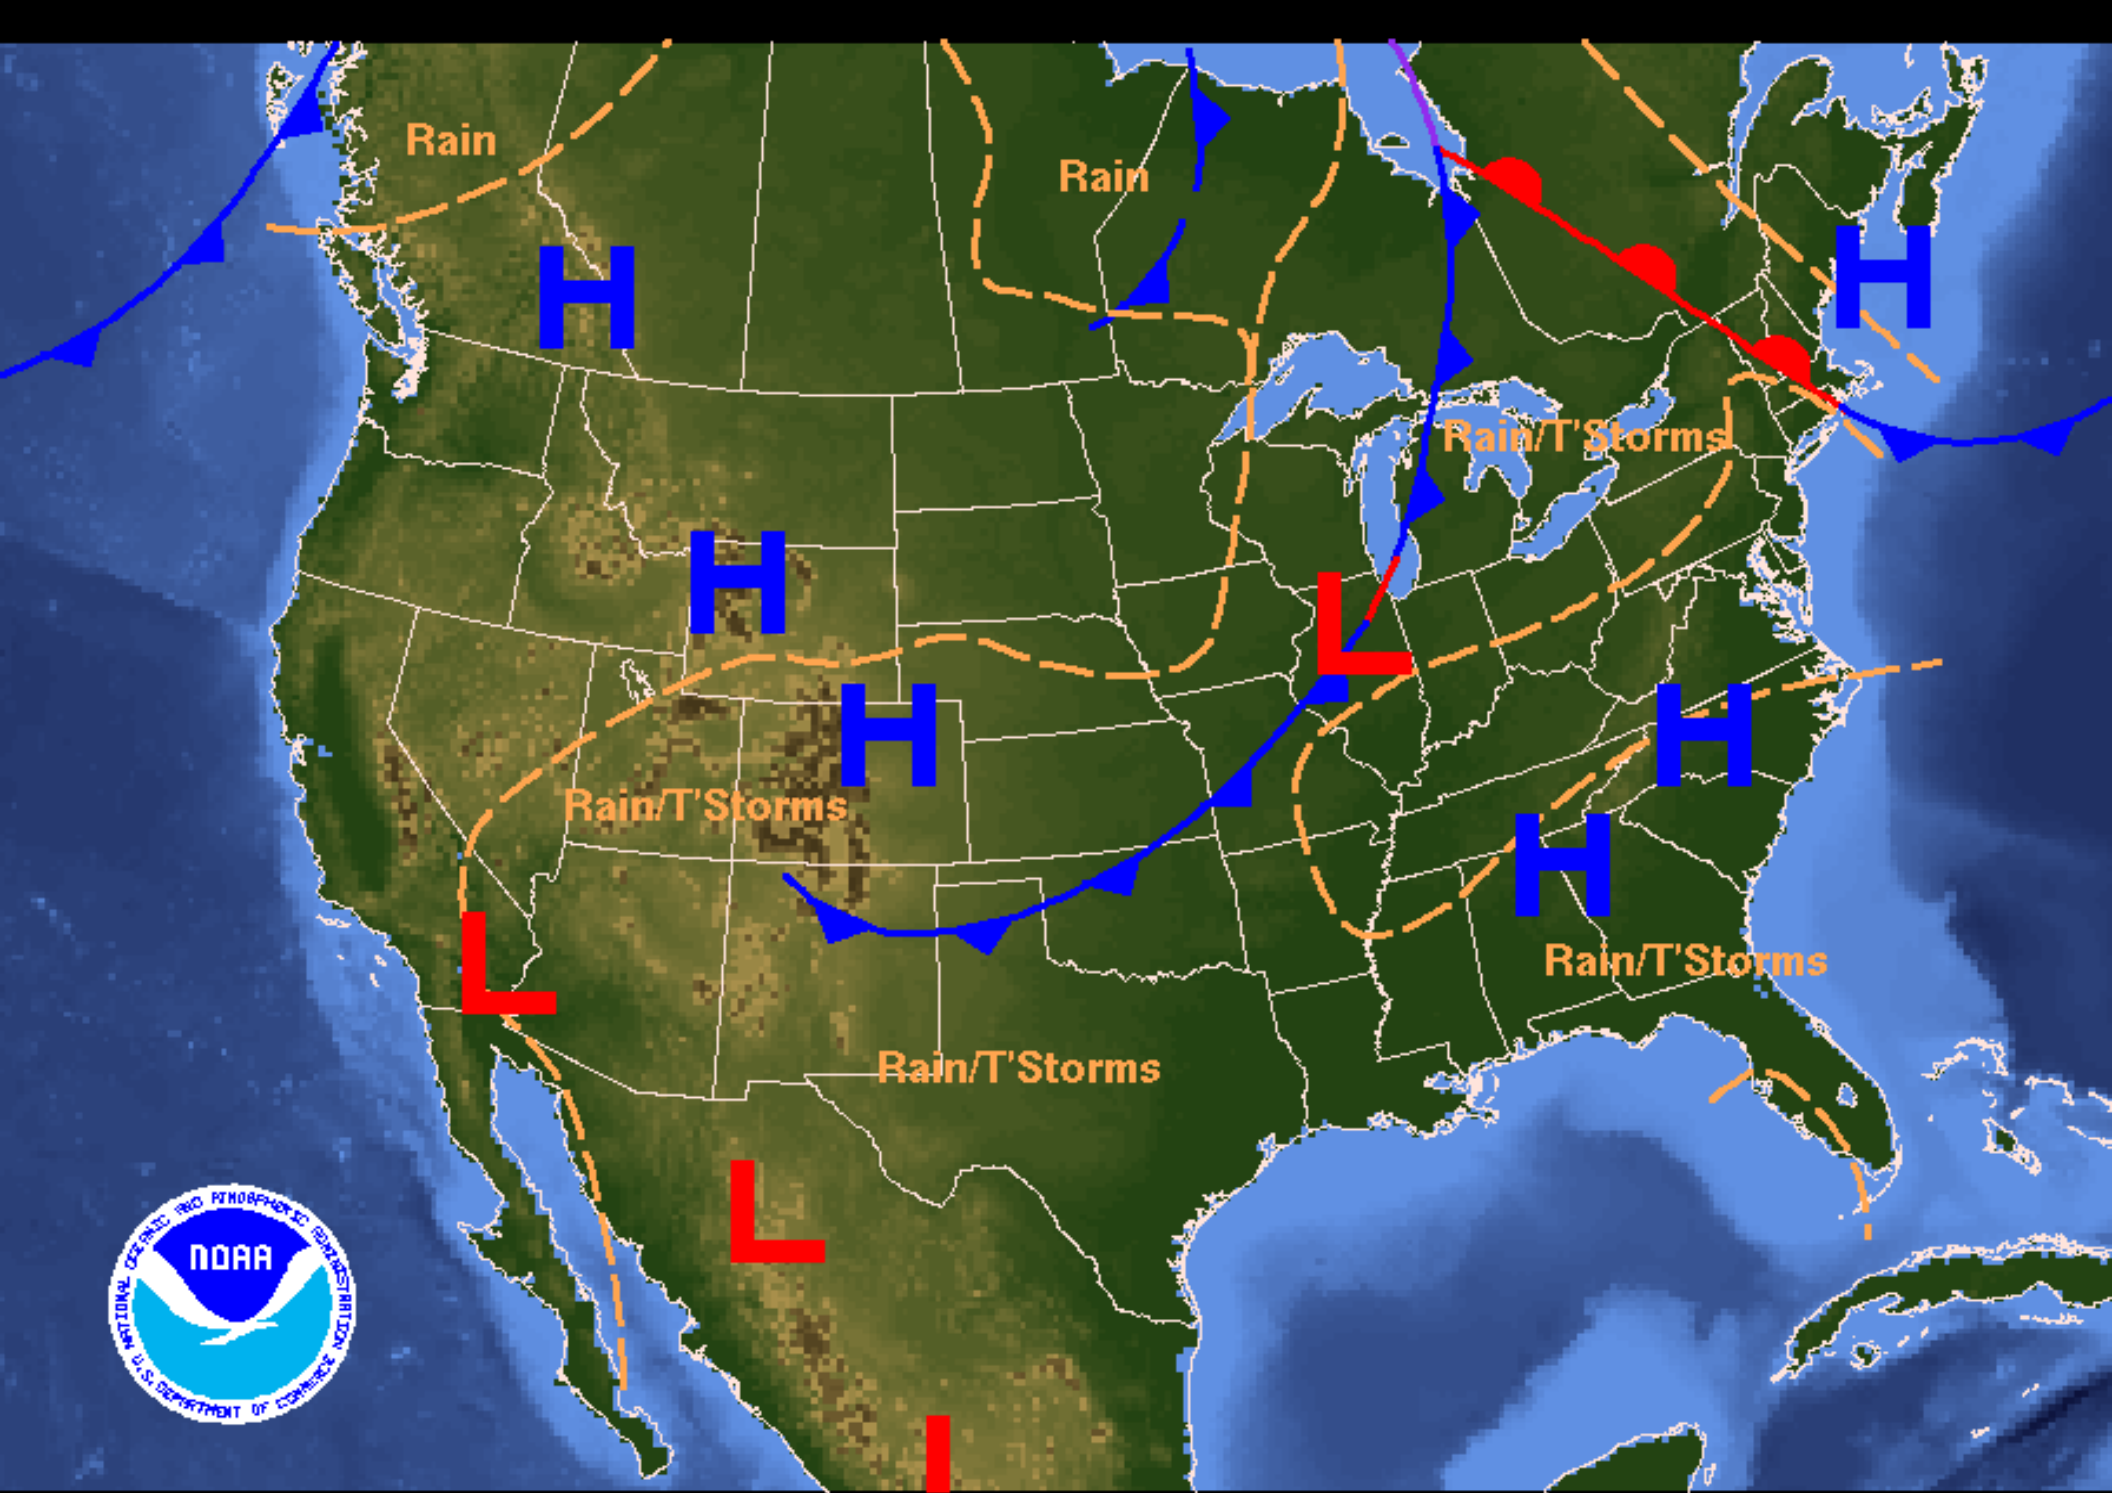 Rain
Rain
H
H
Rain/T'Storms
H
L
H
H
Rain/T'Storms
H
L
Rain/T'Storms
Rain/T'Storms
L
NATIONAL OCEANIC AND ATMOSPHERIC ADMINISTRATION
NOAA
U.S. DEPARTMENT OF COMMERCE